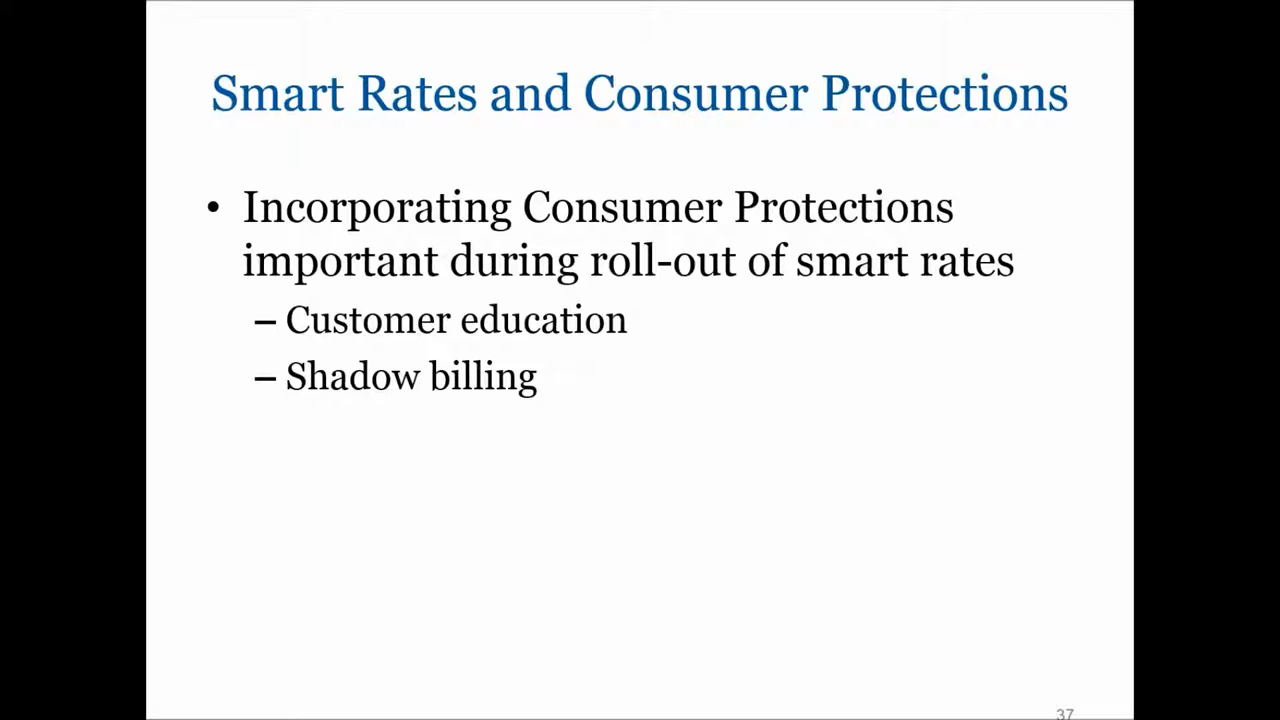 Smart Rates and Consumer Protections
• Incorporating Consumer Protections
important during roll-out of smart rates
– Customer education
– Shadow billing
37